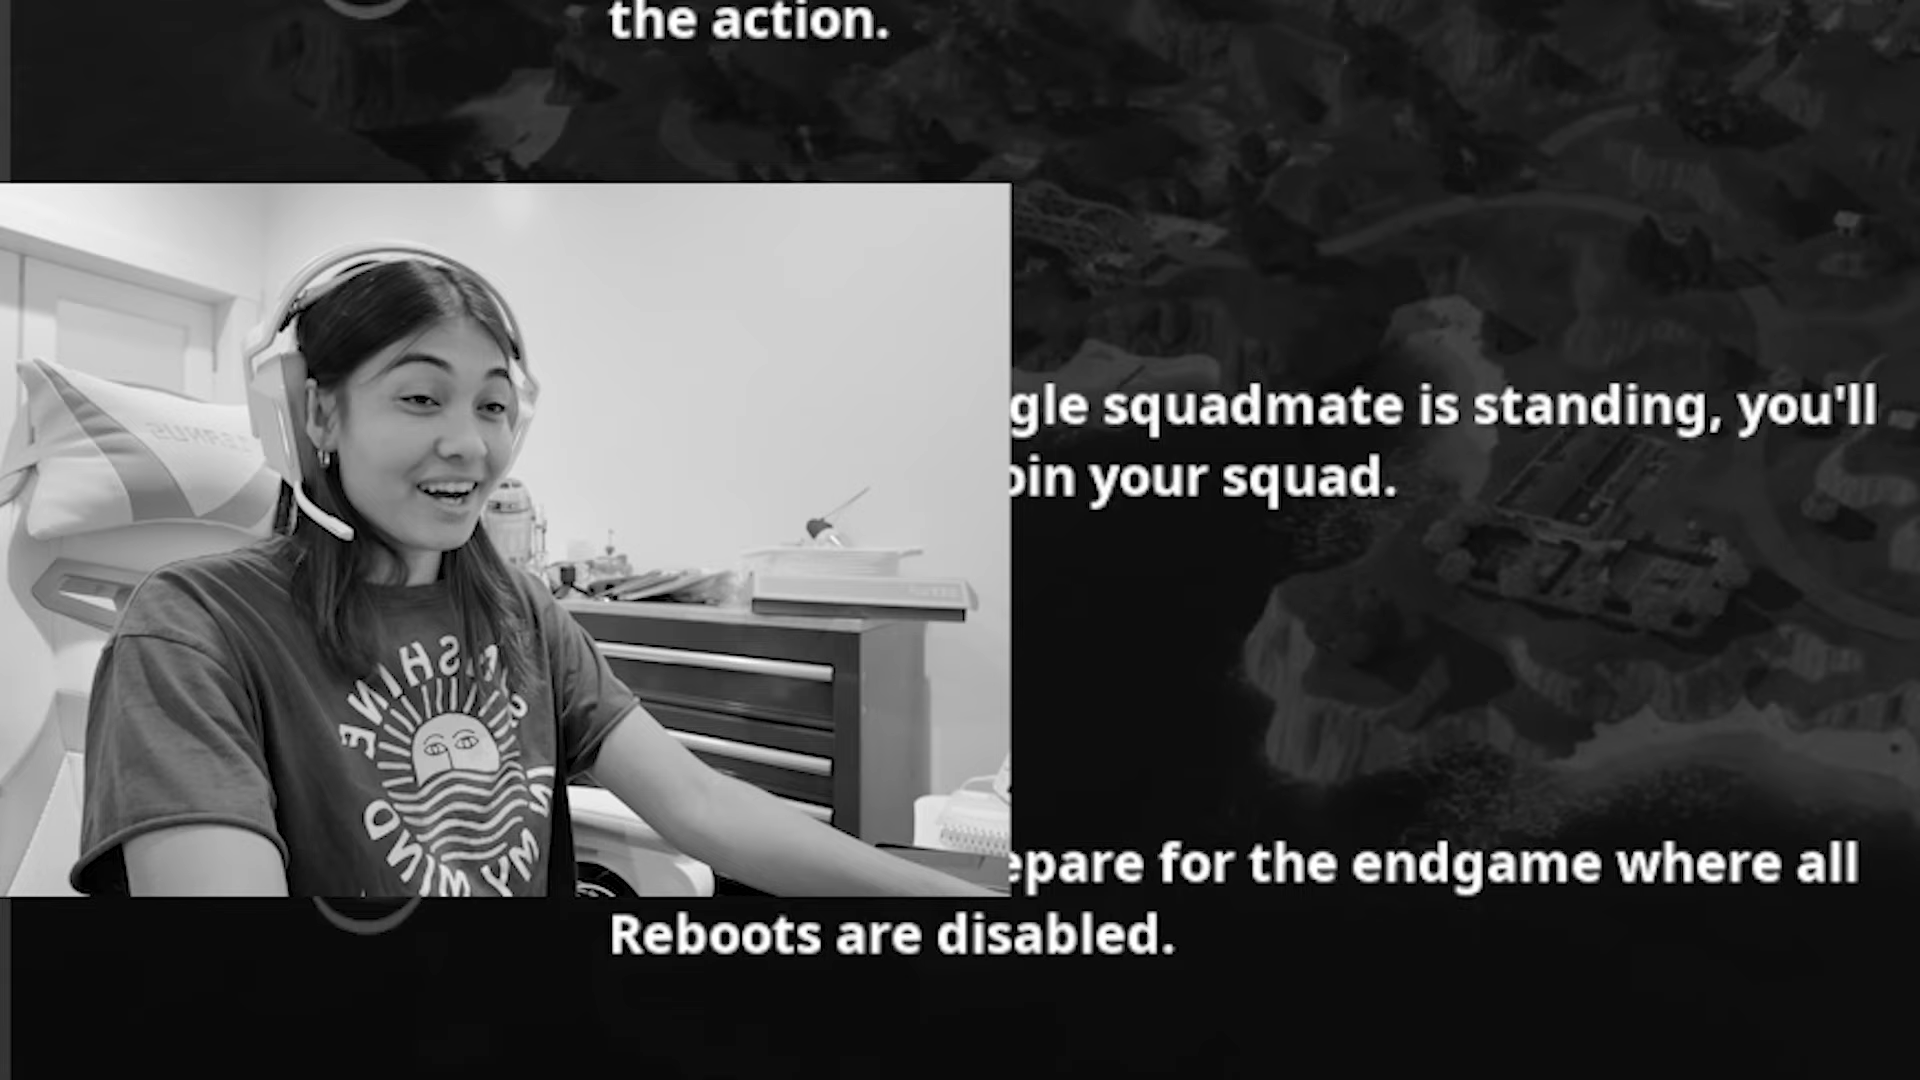 the action.
gle squadmate is standing, you'll
oin your squad.
epare for the endgame where all
Reboots are disabled.
SUNSHINE
MY MIND